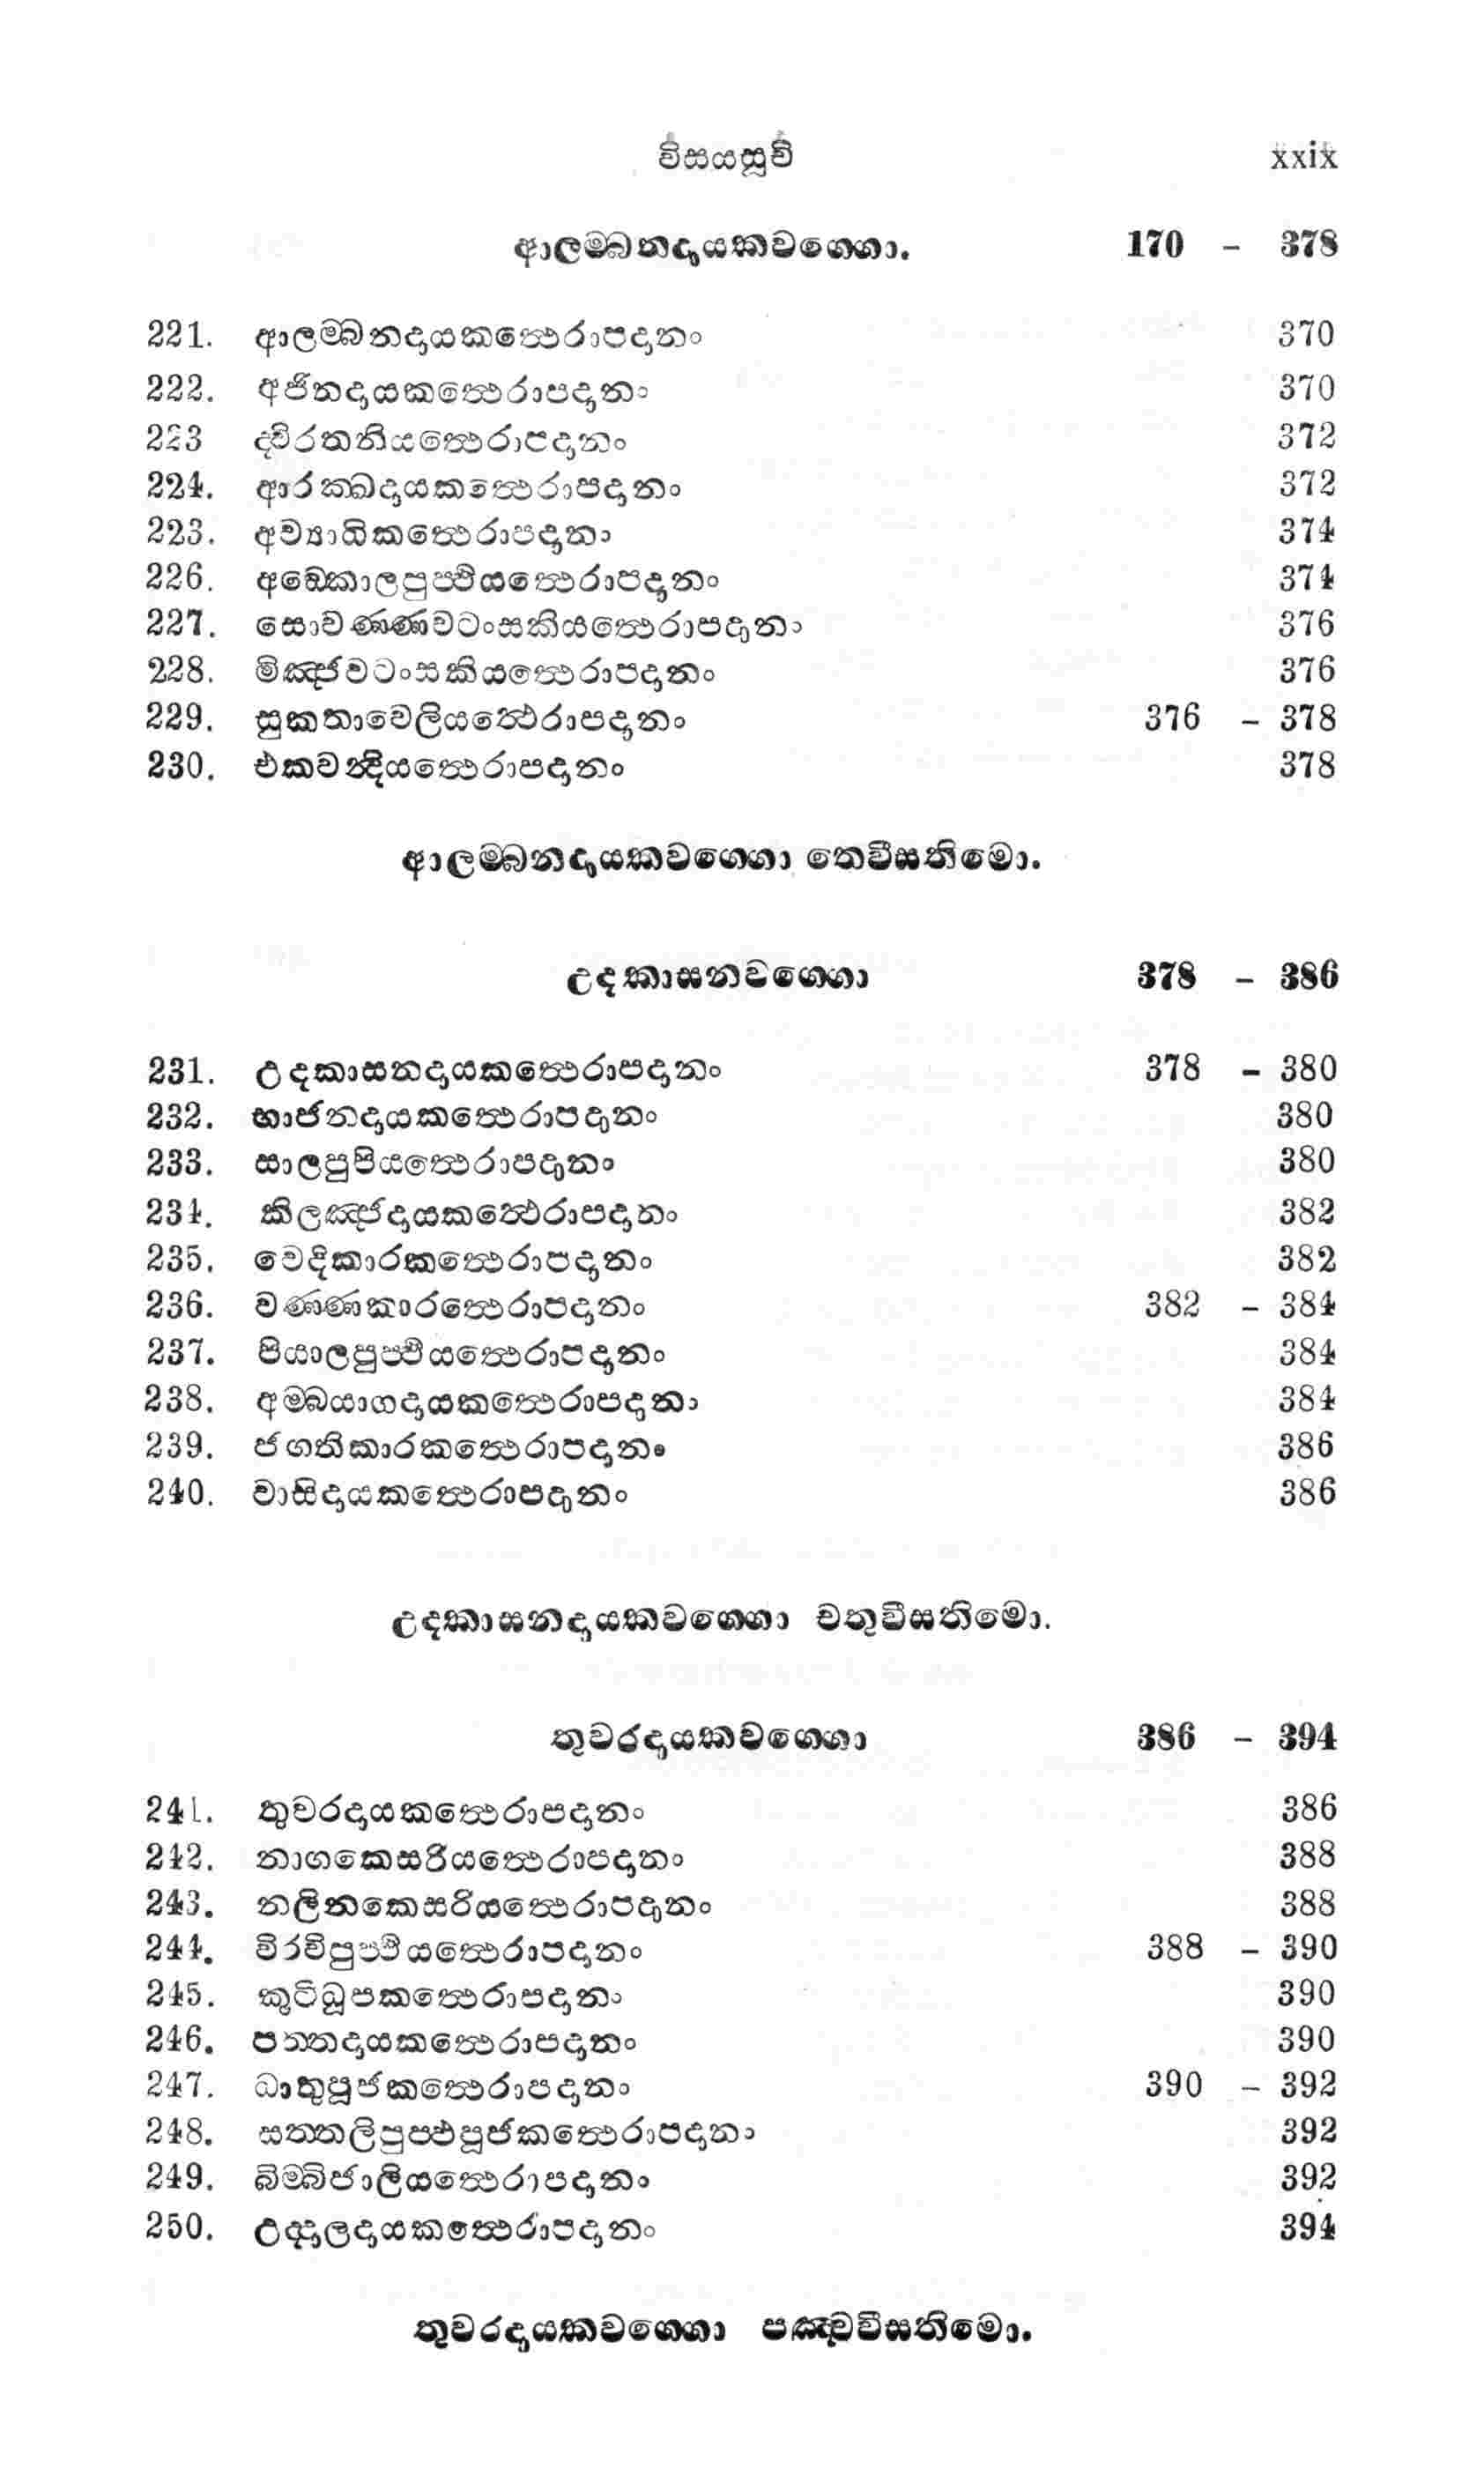 විසයසූචි xxix
ආලම්බනදායකවග්ගො. 170 - 378
221. ආලම්බනදායකත්ථෙරාපදානං 370
222. අජිනදායකත්ථෙරාපදානං 370
223 ද්විරතනියත්ථෙරාපදානං 372
224. ආරක්ඛදායකත්ථෙරාපදානං 372
223. අව්‍යාධිකත්ථෙරාපදානං 374
226. අඞ්කොලපුප්ඵියත්ථෙරාපදානං 374
227. සොවණ්ණවටංසකියත්ථෙරාපදානං 376
228. මිඤ්ජවටංසකියත්ථෙරාපදානං 376
229. සුකතාවෙලියත්ථෙරාපදානං 376 - 378
230. එකවන්දියත්ථෙරාපදානං 378
ආලම්බනදායකවග්ගො තෙවීසතිමො.
උදකාසනවග්ගො 378 - 386
231. උදකාසනදායකත්ථෙරාපදානං 378 - 380
232. භාජනදායකත්ථෙරාපදානං 380
233. සාලපුපියත්ථෙරාපදානං 380
234. කිලඤ්ජදායකත්ථෙරාපදානං 382
235. වෙදිකාරකත්ථෙරාපදානං 382
236. වණ්ණකාරත්ථෙරාපදානං 382 - 384
237. පියාලපුප්ඵියත්ථෙරාපදානං 384
238. අම්බයාගදායකත්ථෙරාපදානං 384
239. ජගතිකාරකත්ථෙරාපදානං 386
240. වාසිදායකත්ථෙරාපදානං 386
උදකාසනදායකවග්ගො චතුවීසතිමො.
තුවරදායකවග්ගො 386 - 394
241. තුවරදායකත්ථෙරාපදානං 386
242. නාගකෙසරියත්ථෙරාපදානං 388
243. නලිනකෙසරියත්ථෙරාපදානං 388
244. විරවිපුප්ඵියත්ථෙරාපදානං 388 - 390
245. කුටිධූපකත්ථෙරාපදානං 390
246. පත්තදායකත්ථෙරාපදානං 390
247. ධාතුපූජකත්ථෙරාපදානං 390 - 392
248. සත්තලිපුප්ඵපූජකත්ථෙරාපදානං 392
249. බිම්බිජාලියත්ථෙරාපදානං 392
250. උද්දාලදායකත්ථෙරාපදානං 394
තුවරදායකවග්ගො පඤ්චවීසතිමො.